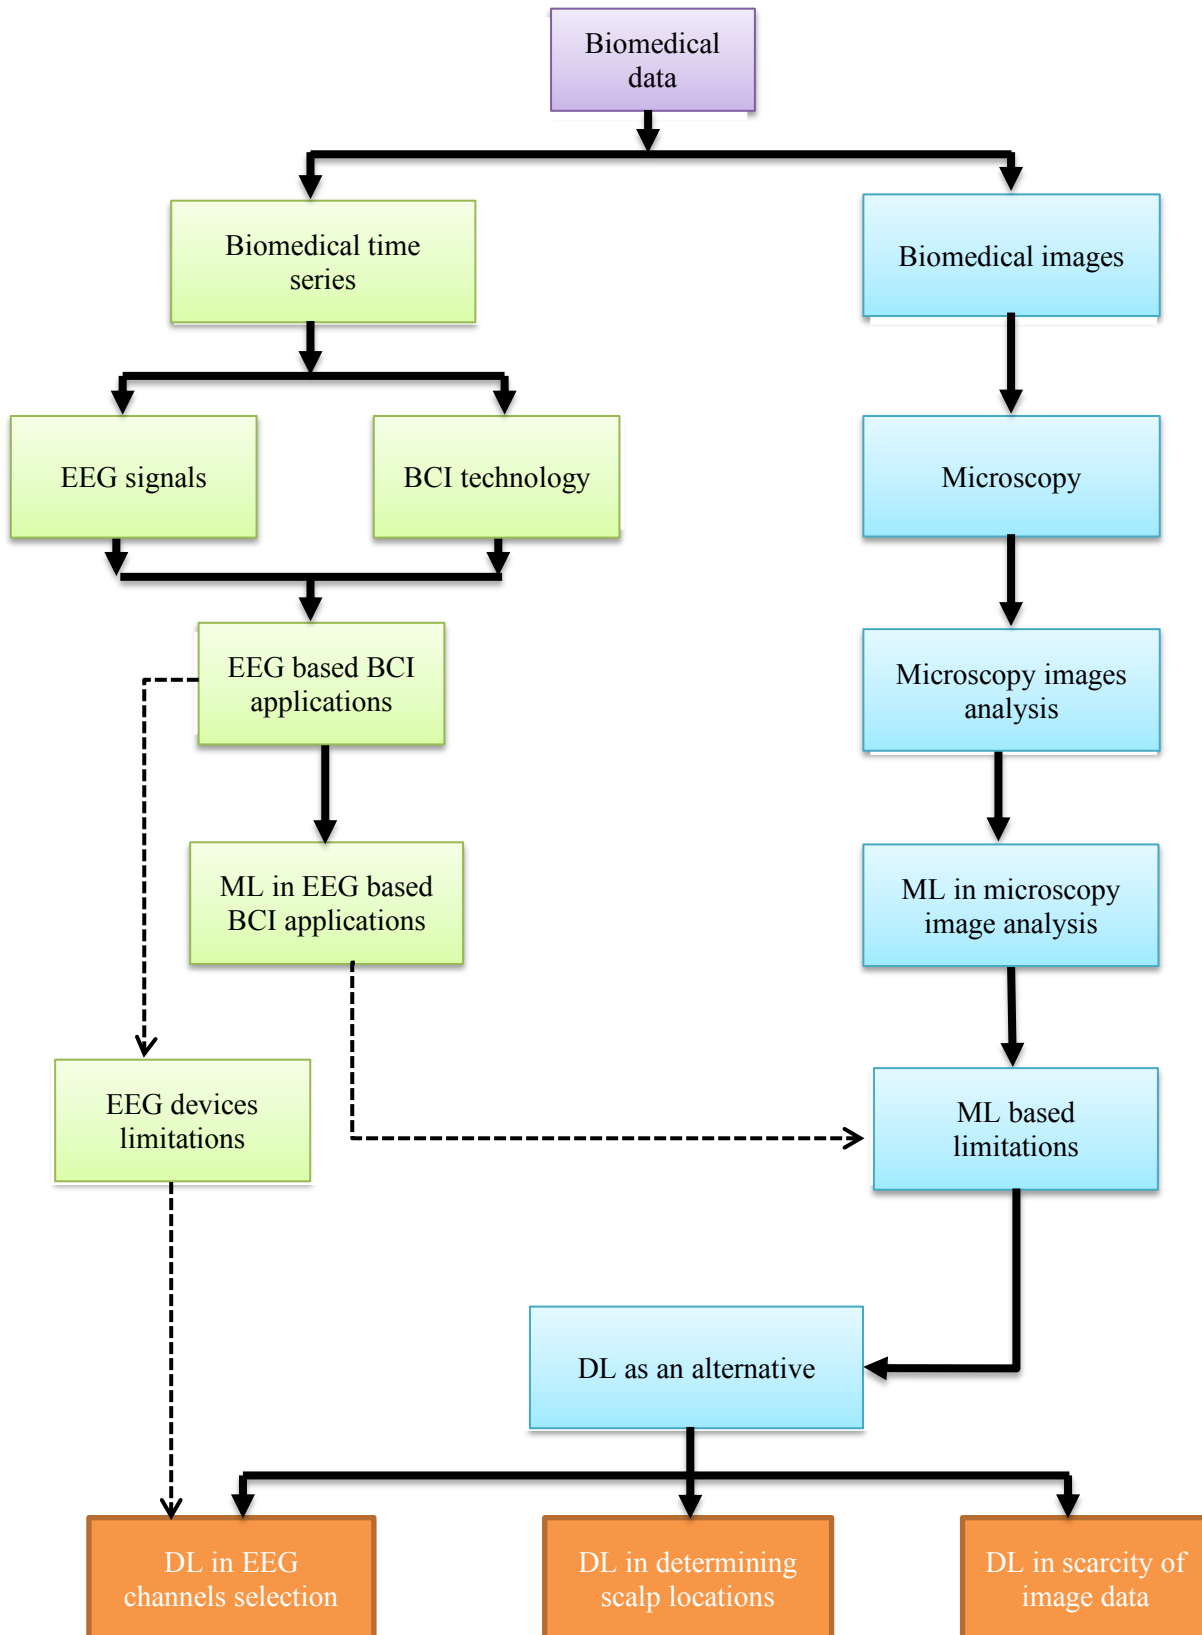 Biomedical
data
Biomedical time
series
Biomedical images
EEG signals
BCI technology
Microscopy
EEG based BCI
applications
Microscopy images
analysis
ML in EEG based
BCI applications
ML in microscopy
image analysis
EEG devices
limitations
ML based
limitations
DL as an alternative
DL in EEG
channels selection
DL in determining
scalp locations
DL in scarcity of
image data